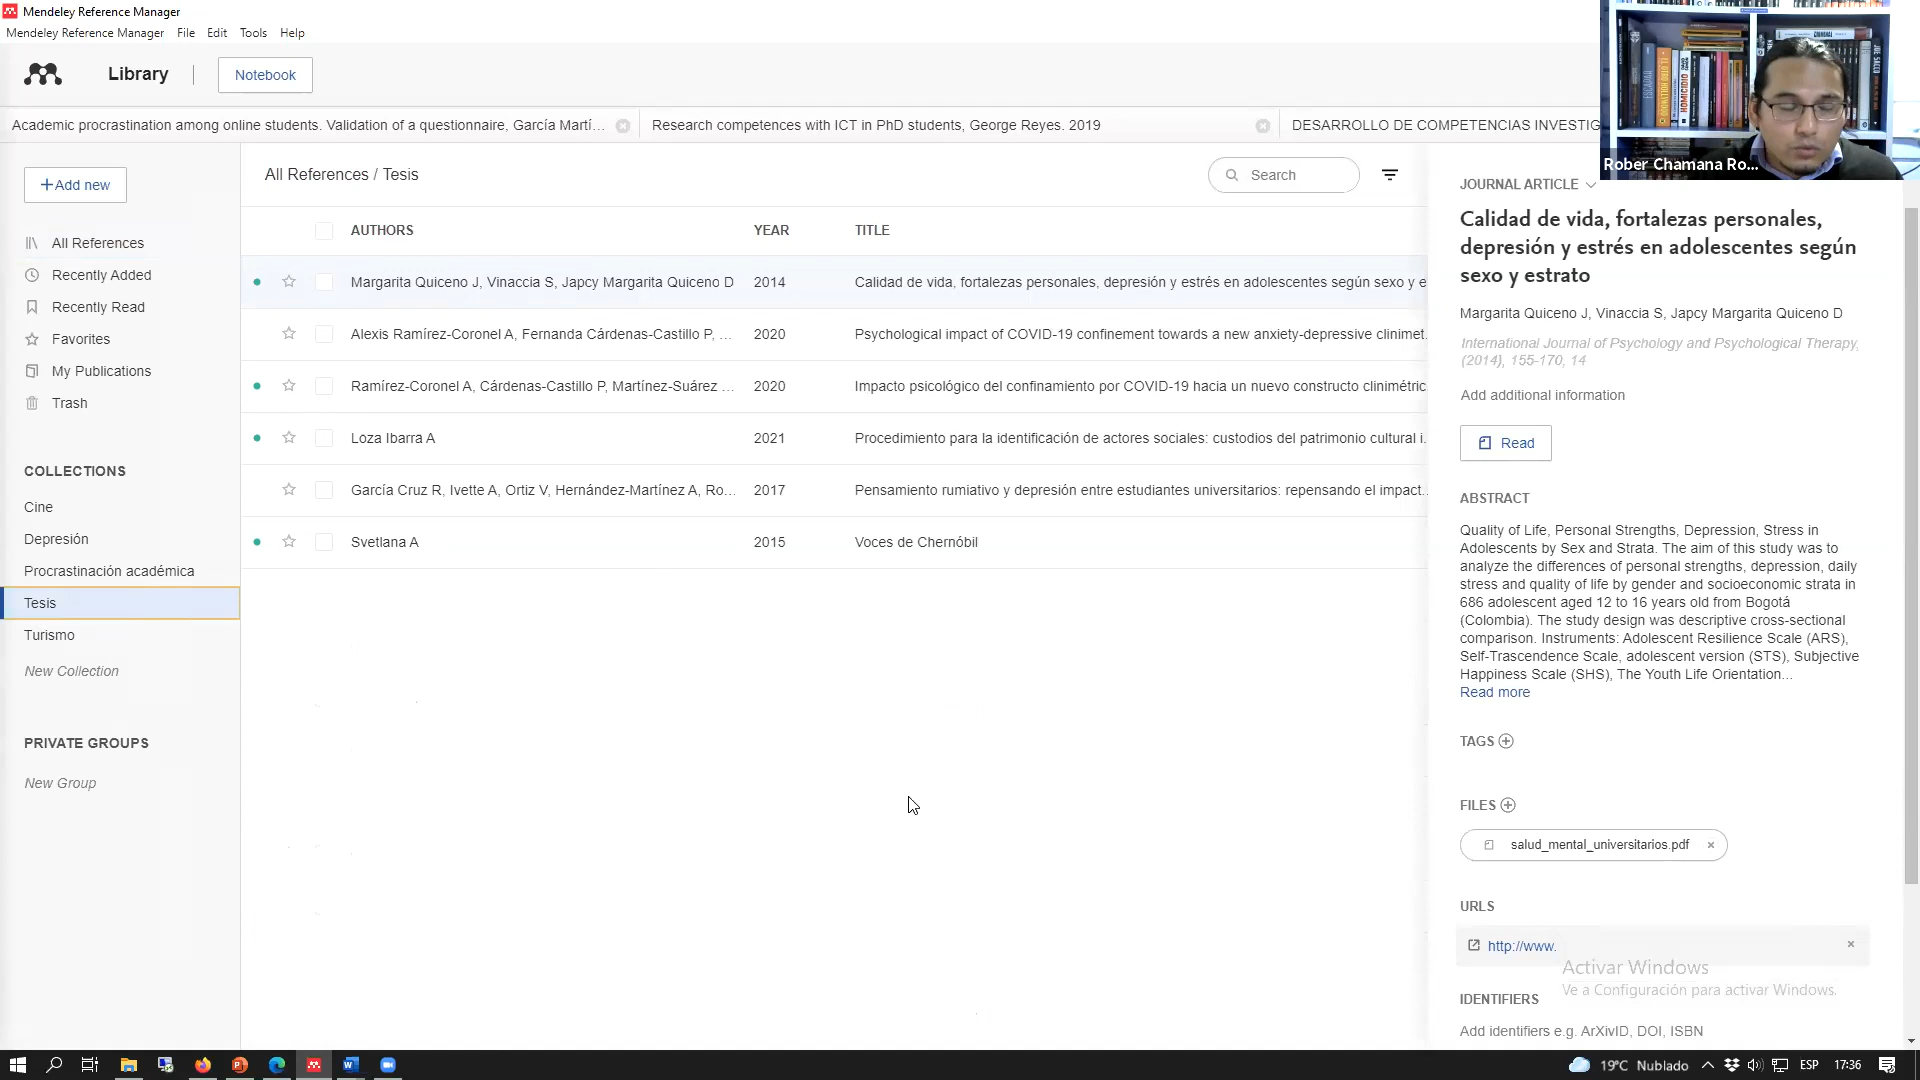 Mendeley Reference Manager
Mendeley Reference Manager File Edit Tools Help
Library
Notebook
Academic procrastination among online students. Validation of a questionnaire, García Martí...
Research competences with ICT in PhD students, George Reyes. 2019
DESARROLLO DE COMPETENCIAS INVESTIG
Rober Chamana Ro...
HOMICIDIO
+Add new
All References
Recently Added
Recently Read
Favorites
My Publications
Trash
COLLECTIONS
Cine
Depresión
Procrastinación académica
Tesis
Turismo
New Collection
PRIVATE GROUPS
New Group
All References / Tesis
Search
AUTHORS YEAR TITLE
Margarita Quiceno J, Vinaccia S, Japcy Margarita Quiceno D 2014 Calidad de vida, fortalezas personales, depresión y estrés en adolescentes según sexo y e
Alexis Ramírez-Coronel A, Fernanda Cárdenas-Castillo P, ... 2020 Psychological impact of COVID-19 confinement towards a new anxiety-depressive clinimet...
Ramírez-Coronel A, Cárdenas-Castillo P, Martínez-Suárez ... 2020 Impacto psicológico del confinamiento por COVID-19 hacia un nuevo constructo clinimétric
Loza Ibarra A 2021 Procedimiento para la identificación de actores sociales: custodios del patrimonio cultural i...
García Cruz R, Ivette A, Ortiz V, Hernández-Martínez A, Ro... 2017 Pensamiento rumiativo y depresión entre estudiantes universitarios: repensando el impact...
Svetlana A 2015 Voces de Chernóbil
JOURNAL ARTICLE
Calidad de vida, fortalezas personales,
depresión y estrés en adolescentes según
sexo y estrato
Margarita Quiceno J, Vinaccia S, Japcy Margarita Quiceno D
International Journal of Psychology and Psychological Therapy,
(2014), 155-170, 14
Add additional information
Read
ABSTRACT
Quality of Life, Personal Strengths, Depression, Stress in
Adolescents by Sex and Strata. The aim of this study was to
analyze the differences of personal strengths, depression, daily
stress and quality of life by gender and socioeconomic strata in
686 adolescent aged 12 to 16 years old from Bogotá
(Colombia). The study design was descriptive cross-sectional
comparison. Instruments: Adolescent Resilience Scale (ARS),
Self-Trascendence Scale, adolescent version (STS), Subjective
Happiness Scale (SHS), The Youth Life Orientation...
Read more
TAGS
FILES
salud_mental_universitarios.pdf
URLS
http://www.
Activar Windows
Ve a Configuración para activar Windows.
IDENTIFIERS
Add identifiers e.g. ArXivID, DOI, ISBN
19ºC Nublado
ESP
17:36